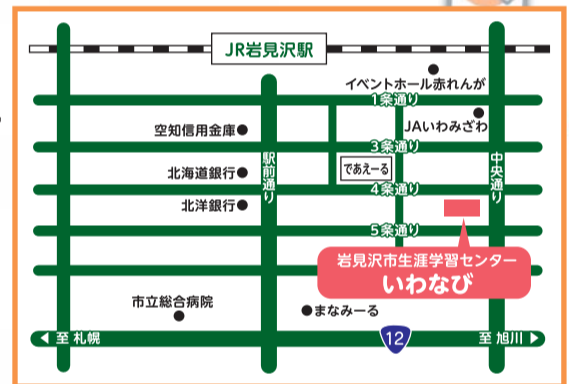 JR岩見沢駅
イベントホール赤れんが
1条通り
空知信用金庫
JAいわみざわ
3条通り
北海道銀行
駅前通り
であえーる
中央通り
4条通り
北洋銀行
5条通り
岩見沢市生涯学習センター
いわなび
市立総合病院
まなみーる
◀ 至 札幌
12
至 旭川 ▶